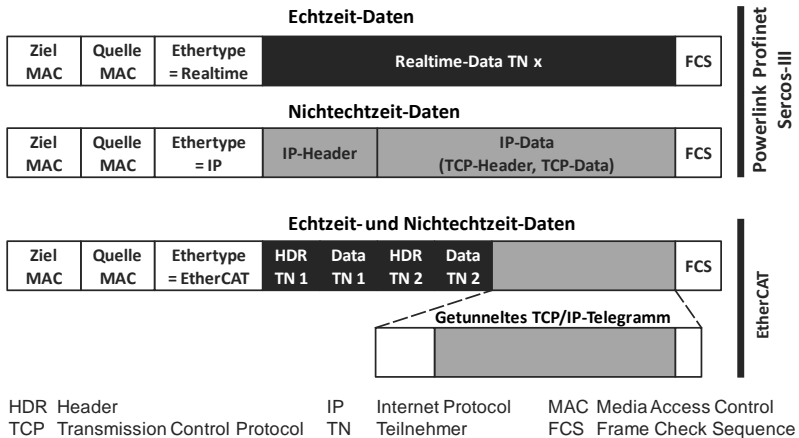 Echtzeit-Daten
Ziel MAC
Quelle MAC
Ethertype = Realtime
Realtime-Data TN x
FCS
Nichtechtzeit-Daten
Ziel MAC
Quelle MAC
Ethertype = IP
IP-Header
IP-Data
(TCP-Header, TCP-Data)
FCS
Powerlink Profinet
Sercos-III
Echtzeit- und Nichtechtzeit-Daten
Ziel MAC
Quelle MAC
Ethertype = EtherCAT
HDR TN 1
Data TN 1
HDR TN 2
Data TN 2
FCS
Getunneltes TCP/IP-Telegramm
EtherCAT
HDR Header IP Internet Protocol MAC Media Access Control
TCP Transmission Control Protocol TN Teilnehmer FCS Frame Check Sequence